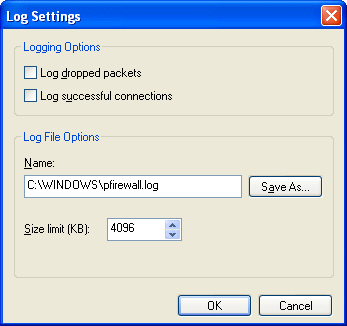 Log Settings
Logging Options
Log dropped packets
Log successful connections
Log File Options
Name:
C:\WINDOWS\pfirewall.log
Save As...
Size limit (KB):
4096
OK
Cancel